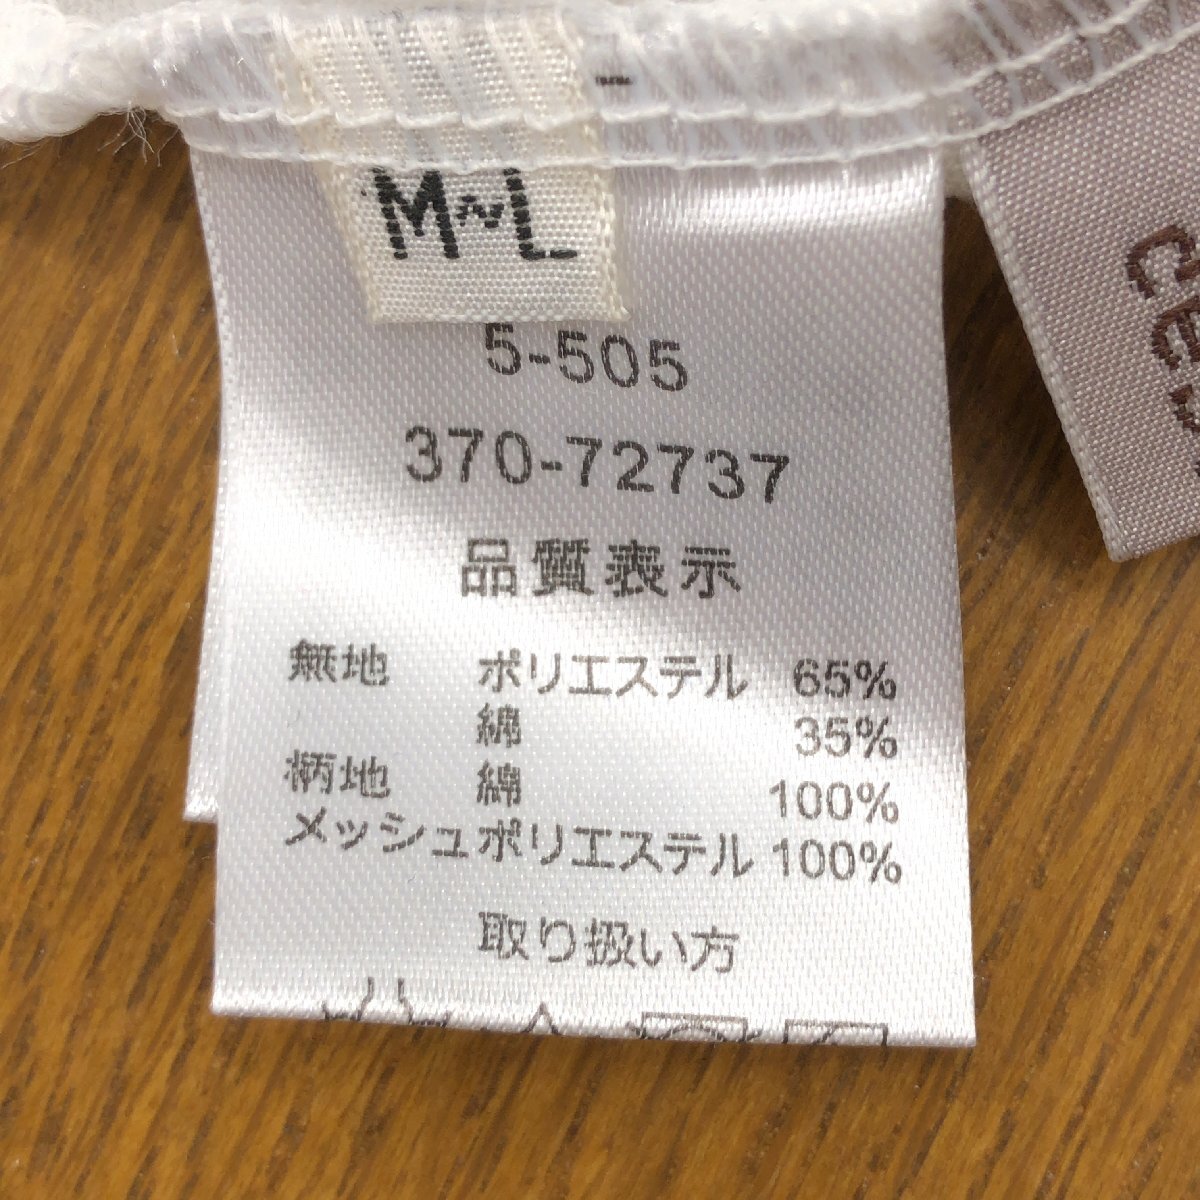 M~L
5-505
370-72737
品質表示
無地 ポリエステル 65%
綿 35%
柄地 綿 100%
メッシュポリエステル 100%
取り扱い方